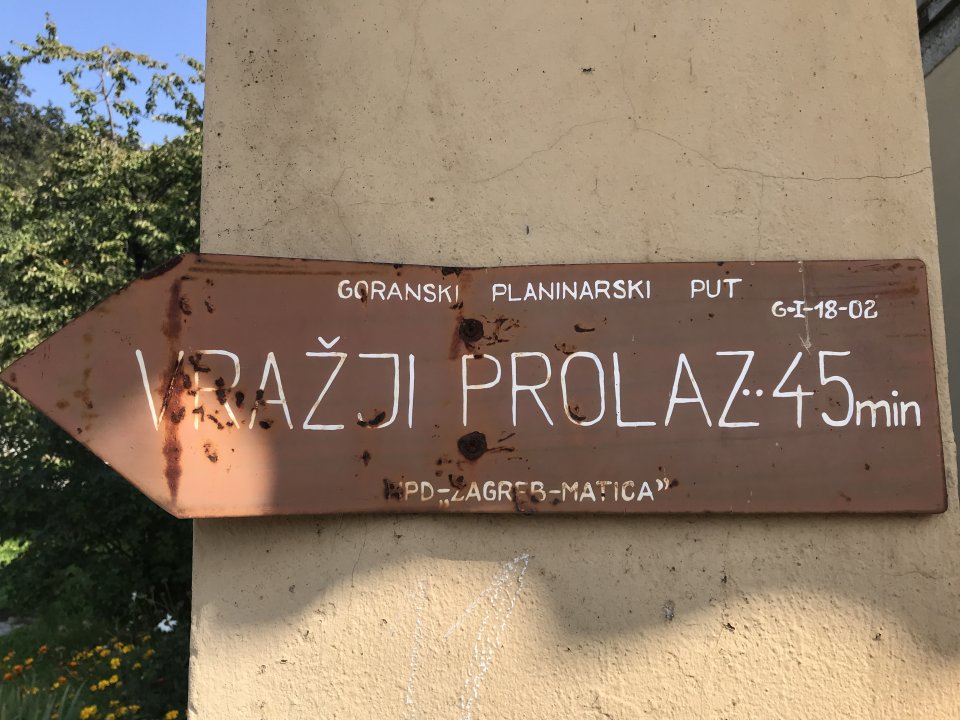 GORANSKI PLANINARSKI PUT
G-I-18-02
VRAŽJI PROLAZ··45min
HPD-„ZAGREB-MATICA”